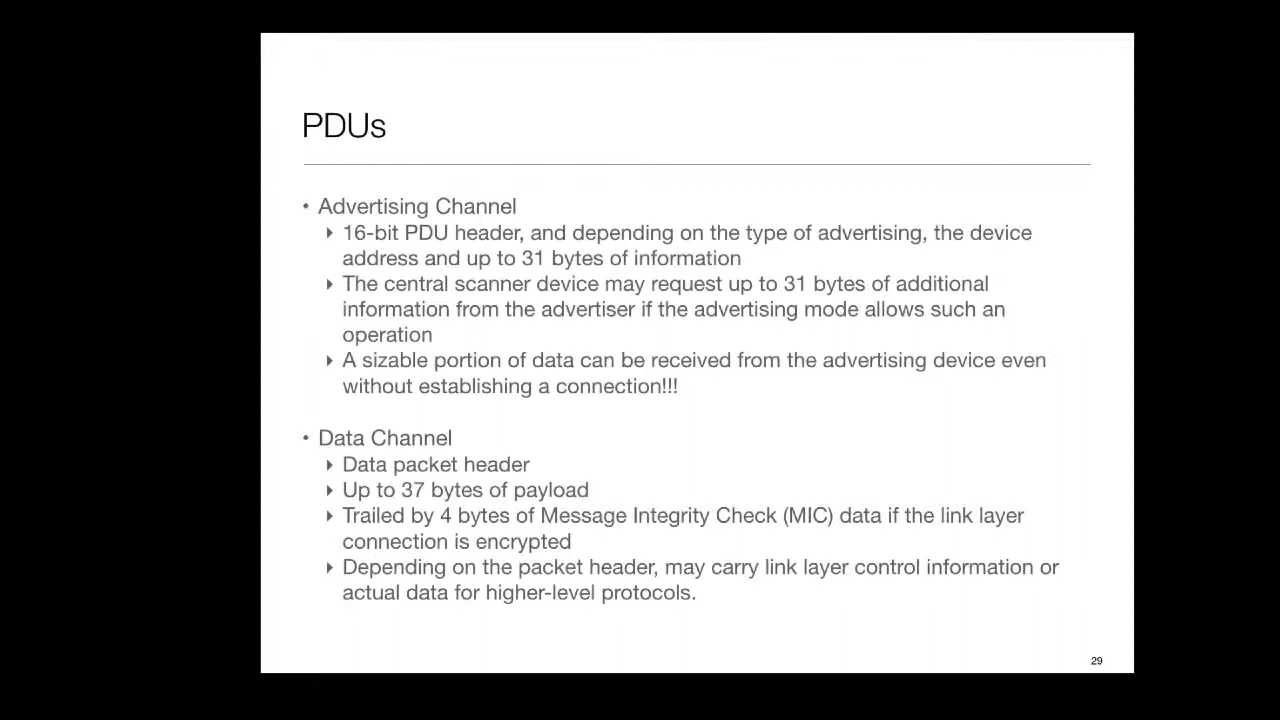 PDUs
• Advertising Channel
‣ 16-bit PDU header, and depending on the type of advertising, the device
address and up to 31 bytes of information
‣ The central scanner device may request up to 31 bytes of additional
information from the advertiser if the advertising mode allows such an
operation
‣ A sizable portion of data can be received from the advertising device even
without establishing a connection!!!
• Data Channel
‣ Data packet header
‣ Up to 37 bytes of payload
‣ Trailed by 4 bytes of Message Integrity Check (MIC) data if the link layer
connection is encrypted
‣ Depending on the packet header, may carry link layer control information or
actual data for higher-level protocols.
29